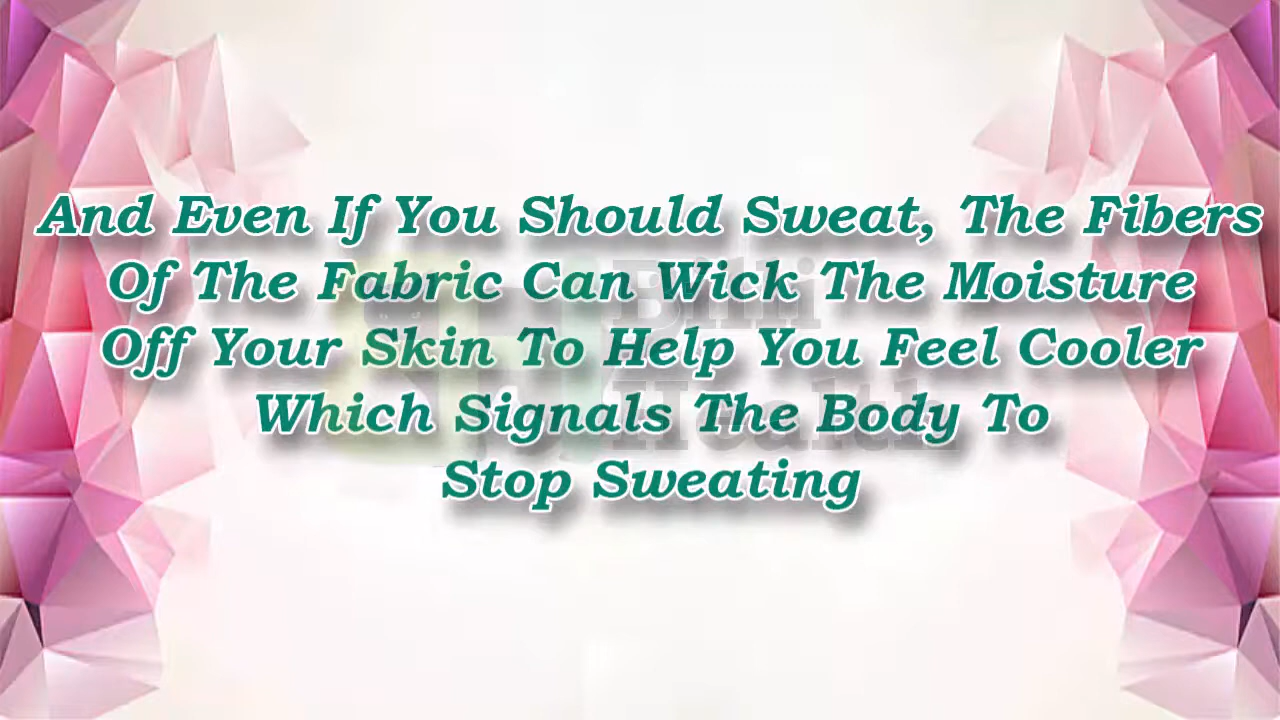 And Even If You Should Sweat, The Fibers
Of The Fabric Can Wick The Moisture
Off Your Skin To Help You Feel Cooler
Which Signals The Body To
Stop Sweating
Health